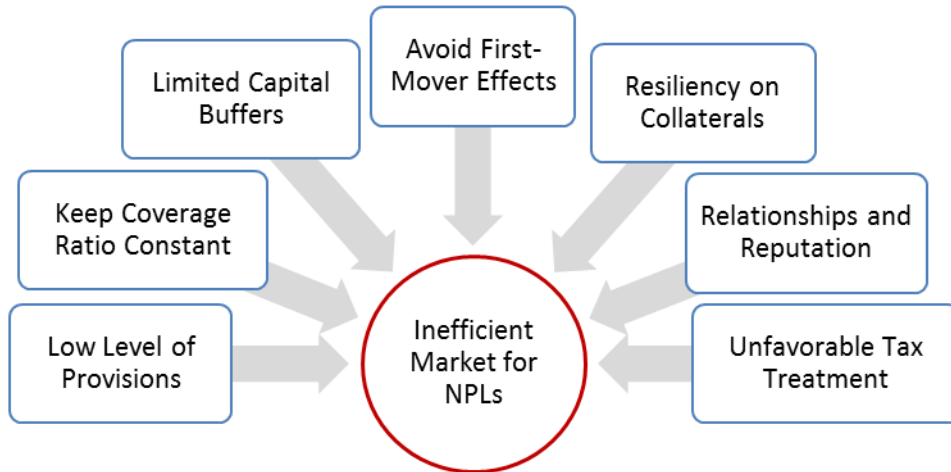 Avoid First-
Mover Effects
Limited Capital
Buffers
Resiliency on
Collaterals
Keep Coverage
Ratio Constant
Relationships and
Reputation
Low Level of
Provisions
Inefficient
Market for
NPLs
Unfavorable Tax
Treatment